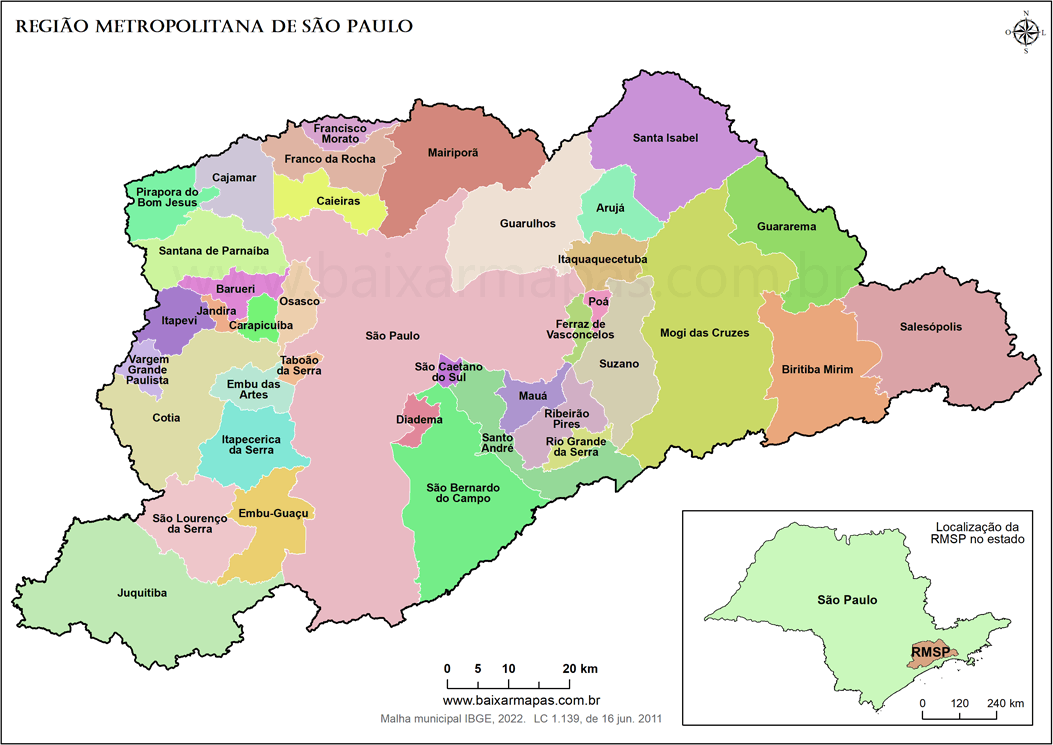 REGIÃO METROPOLITANA DE SÃO PAULO
N
O
L
S
Francisco
Morato
Franco da Rocha
Mairiporã
Santa Isabel
Cajamar
Pirapora do
Bom Jesus
Caieiras
Arujá
Guarulhos
Guararema
Santana de Parnaíba
Itaquaquecetuba
www.baixarmapas.com.br
Barueri
Osasco
Poá
Jandira
Itapevi
Carapicuíba
Ferraz de
Vasconcelos
São Paulo
Mogi das Cruzes
Salesópolis
Vargem
Grande
Paulista
Taboão
da Serra
São Caetano
do Sul
Suzano
Biritiba Mirim
Embu das
Artes
Mauá
Cotia
Diadema
Ribeirão
Pires
Itapecerica
da Serra
Santo
André
Rio Grande
da Serra
São Bernardo
do Campo
São Lourenço
da Serra
Embu-Guaçu
Juquitiba
Localização da
RMSP no estado
São Paulo
RMSP
0 120 240 km
0 5 10 20 km
www.baixarmapas.com.br
Malha municipal IBGE, 2022. LC 1.139, de 16 jun. 2011